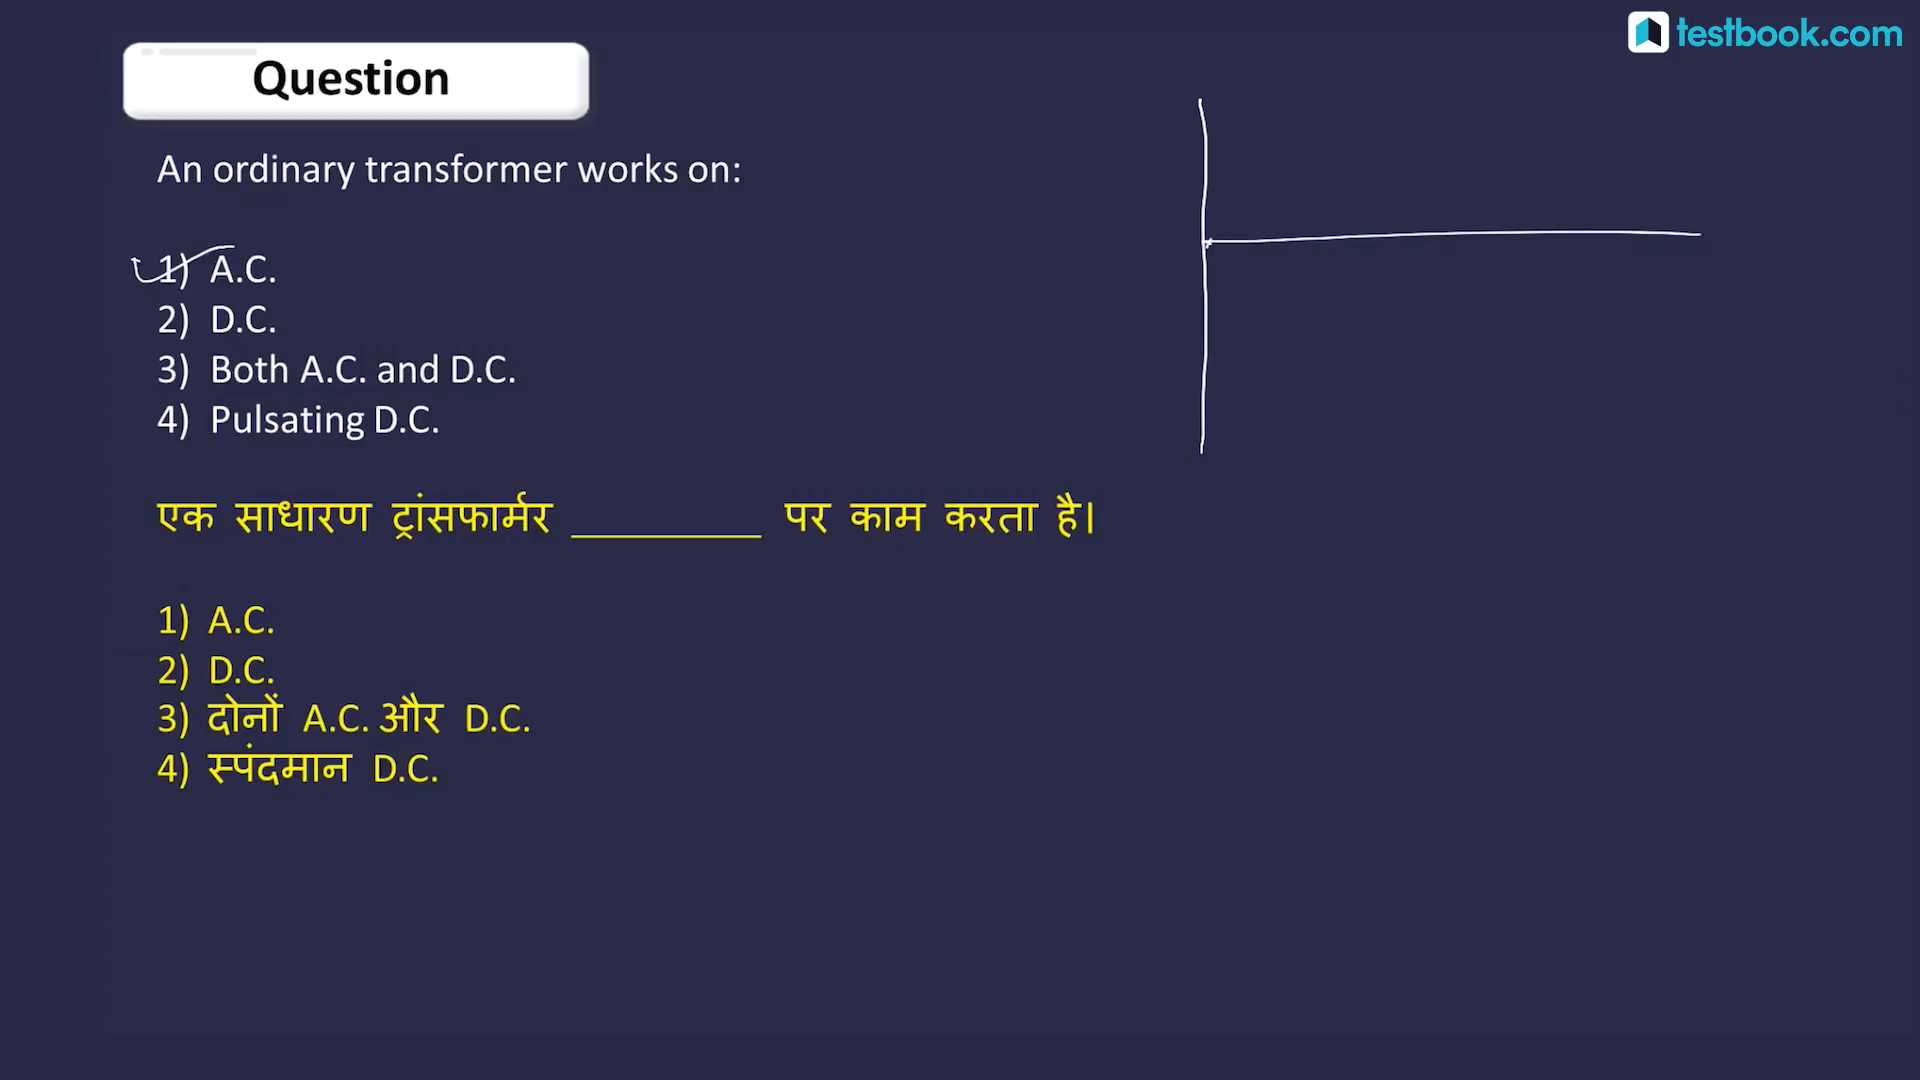 testbook.com
Question
An ordinary transformer works on:
1) A.C.
2) D.C.
3) Both A.C. and D.C.
4) Pulsating D.C.
एक साधारण ट्रांसफार्मर _________ पर काम करता है।
1) A.C.
2) D.C.
3) दोनों A.C. और D.C.
4) स्पंदमान D.C.